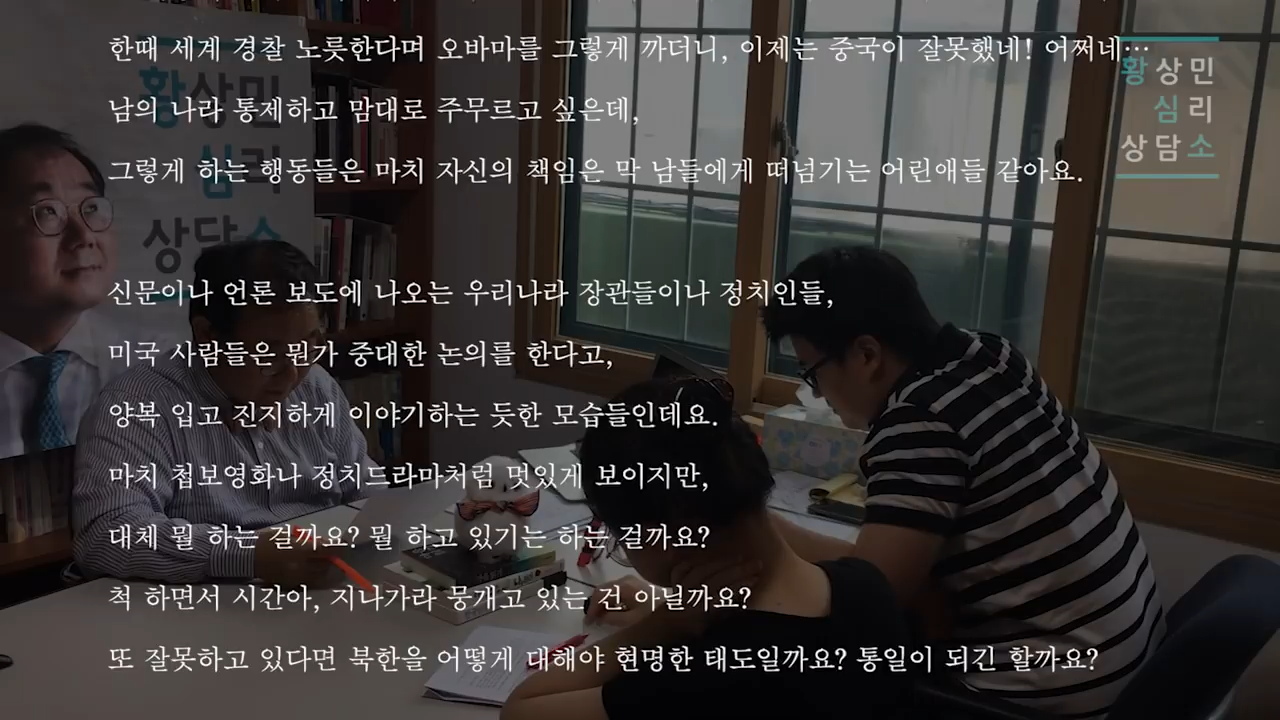 한때 세계 경찰 노릇한다며 오바마를 그렇게 까더니, 이제는 중국이 잘못했네! 어쩌네…
남의 나라 통제하고 맘대로 주무르고 싶은데,
그렇게 하는 행동들은 마치 자신의 책임은 막 남들에게 떠넘기는 어린애들 같아요.
신문이나 언론 보도에 나오는 우리나라 장관들이나 정치인들,
미국 사람들은 뭔가 중대한 논의를 한다고,
양복 입고 진지하게 이야기하는 듯한 모습들인데요.
마치 첩보영화나 정치드라마처럼 멋있게 보이지만,
대체 뭘 하는 걸까요? 뭘 하고 있기는 하는 걸까요?
척 하면서 시간아, 지나가라 뭉개고 있는 건 아닐까요?
또 잘못하고 있다면 북한을 어떻게 대해야 현명한 태도일까요? 통일이 되긴 할까요?
황상민
심리
상담소
황상민
심리
상담소